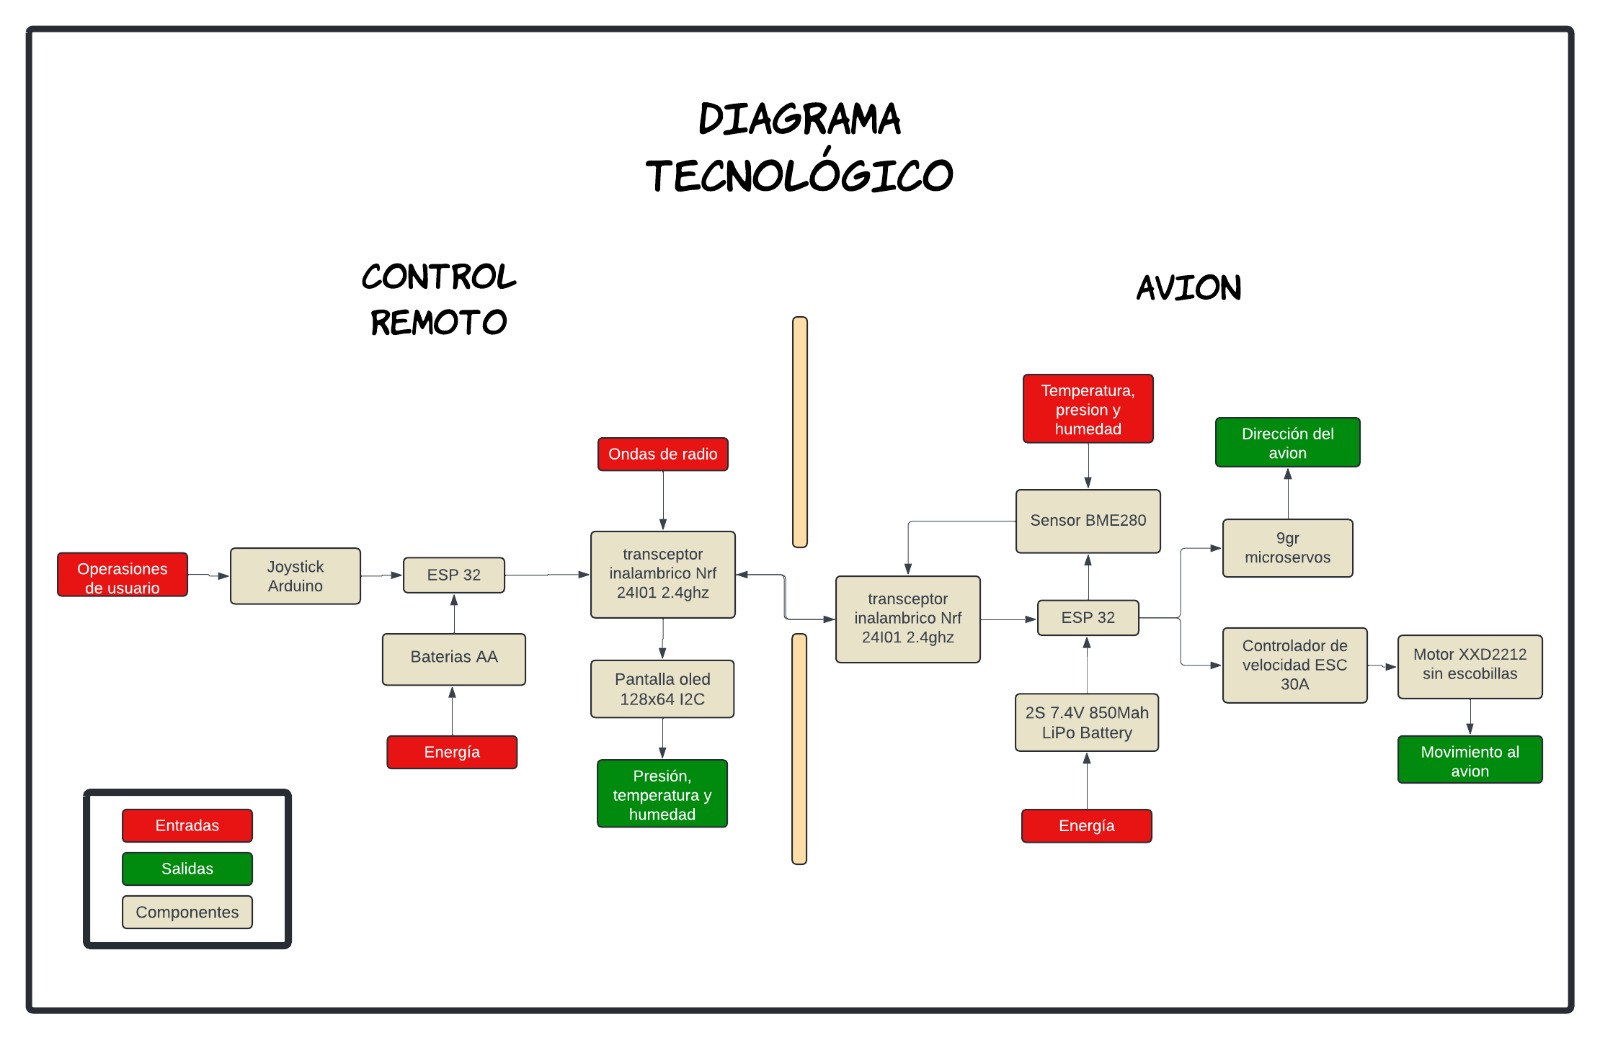 DIAGRAMA
TECNOLÓGICO
CONTROL
REMOTO
AVION
Ondas de radio
Operasiones
de usuario
Joystick
Arduino
ESP 32
transceptor
inalambrico Nrf
24l01 2.4ghz
Baterias AA
Energía
Pantalla oled
128x64 I2C
Presión,
temperatura y
humedad
Temperatura,
presion y
humedad
Sensor BME280
transceptor
inalambrico Nrf
24l01 2.4ghz
ESP 32
2S 7.4V 850Mah
LiPo Battery
Energía
Dirección del
avion
9gr
microservos
Controlador de
velocidad ESC
30A
Motor XXD2212
sin escobillas
Movimiento al
avion
Entradas
Salidas
Componentes